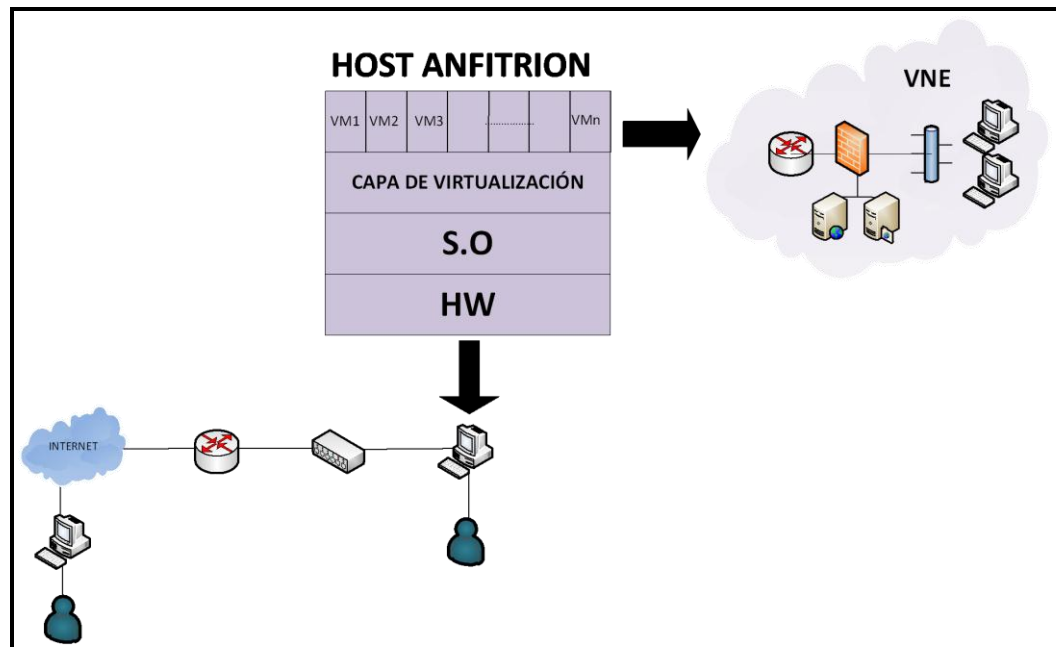 HOST ANFITRION
VNE
VM1 VM2 VM3 ............... VMn
CAPA DE VIRTUALIZACIÓN
S.O
HW
INTERNET